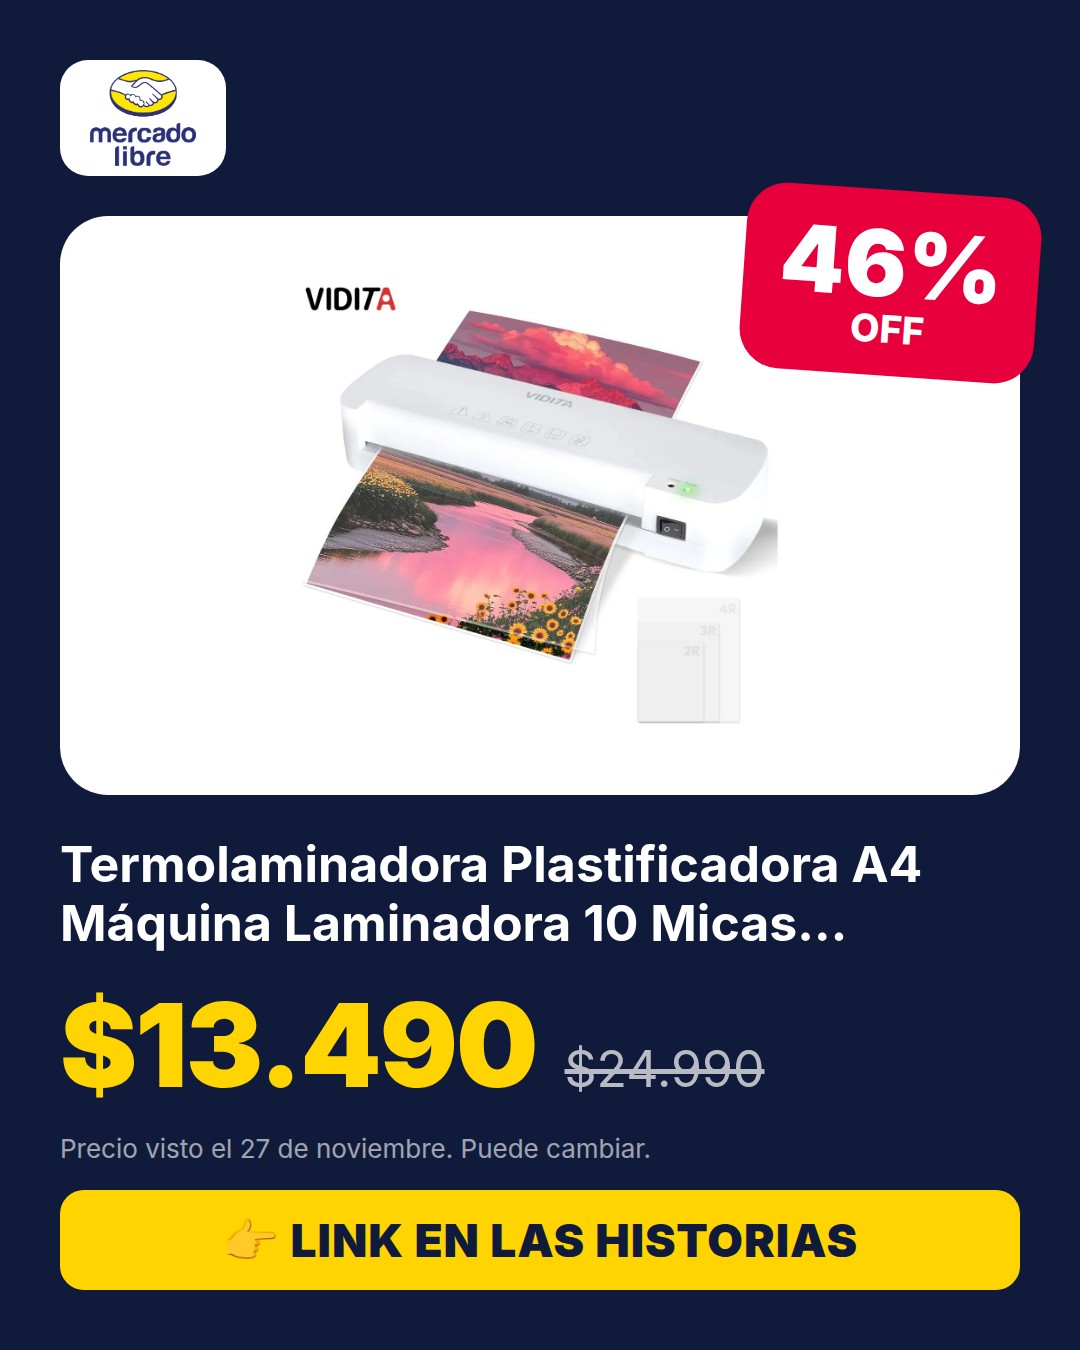 mercado
libre
46%
OFF
VIDITA
VIDITA
4R
3R
2R
Termolaminadora Plastificadora A4
Máquina Laminadora 10 Micas...
$13.490 $24.990
Precio visto el 27 de noviembre. Puede cambiar.
👉 LINK EN LAS HISTORIAS